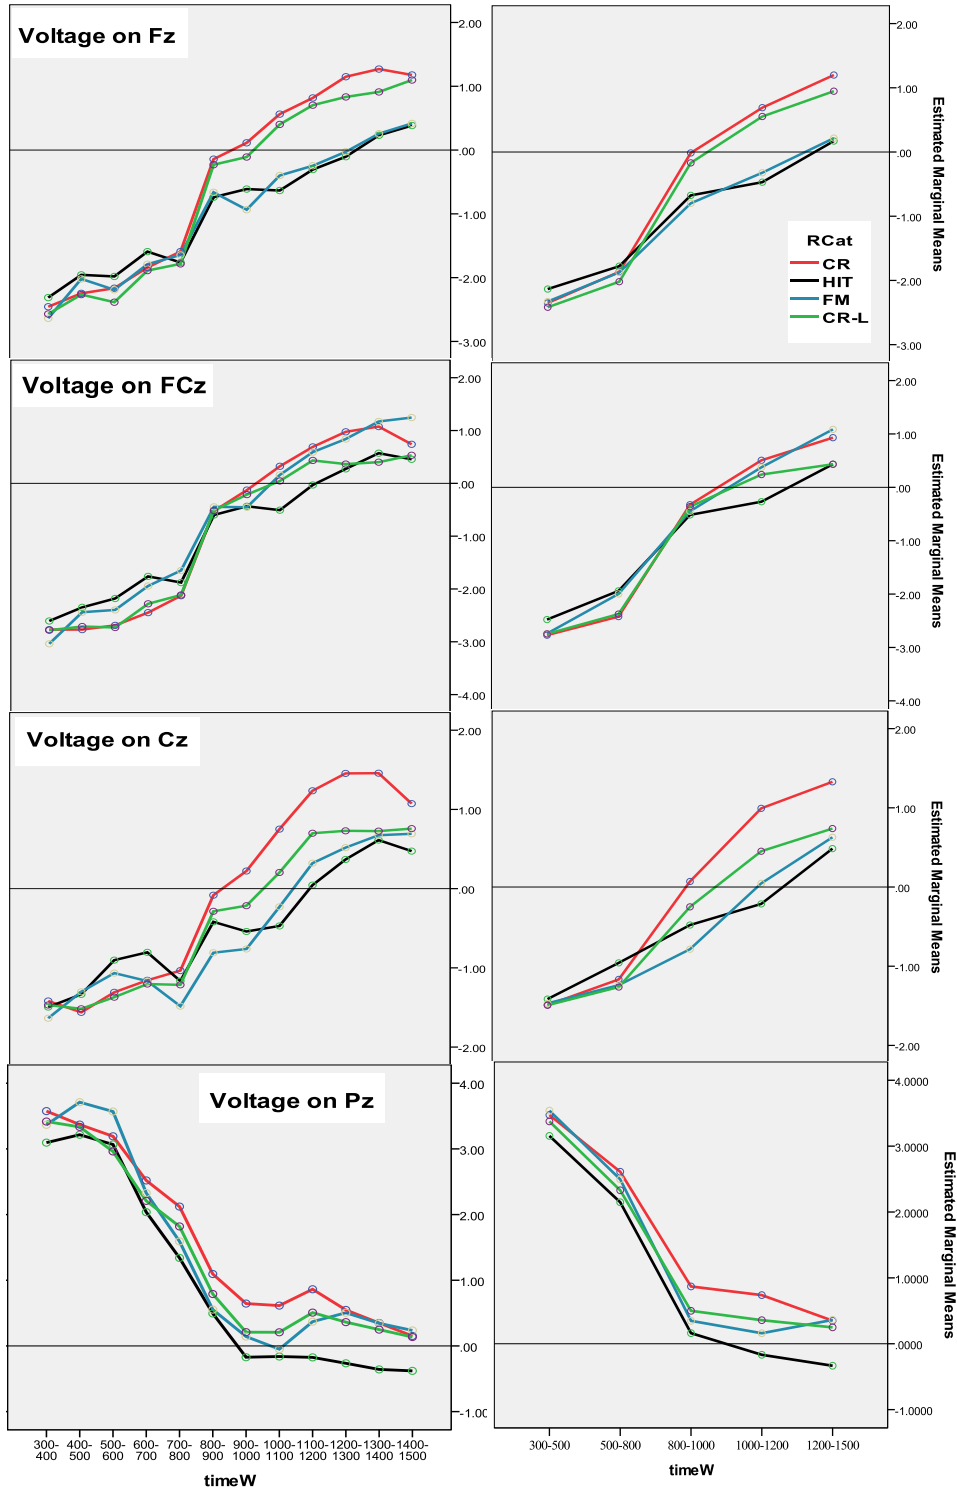 Voltage on Fz
2.00
1.00
.00
-1.00
-2.00
-3.00
2.00
1.00
.00
-1.00
-2.00
-3.00
Estimated Marginal Means
RCat
CR
HIT
FM
CR-L
Voltage on FCz
2.00
1.00
.00
-1.00
-2.00
-3.00
-4.00
2.00
1.00
.00
-1.00
-2.00
-3.00
-4.00
Estimated Marginal Means
Voltage on Cz
2.00
1.00
.00
-1.00
-2.00
2.00
1.00
.00
-1.00
-2.00
Estimated Marginal Means
Voltage on Pz
4.00
3.00
2.00
1.00
.00
-1.00
4.0000
3.0000
2.0000
1.0000
.0000
-1.0000
Estimated Marginal Means
300- 400- 500- 600- 700- 800- 900- 1000- 1100- 1200- 1300- 1400-
400 500 600 700 800 900 1000 1100 1200 1300 1400 1500
timeW
300-500 500-800 800-1000 1000-1200 1200-1500
timeW